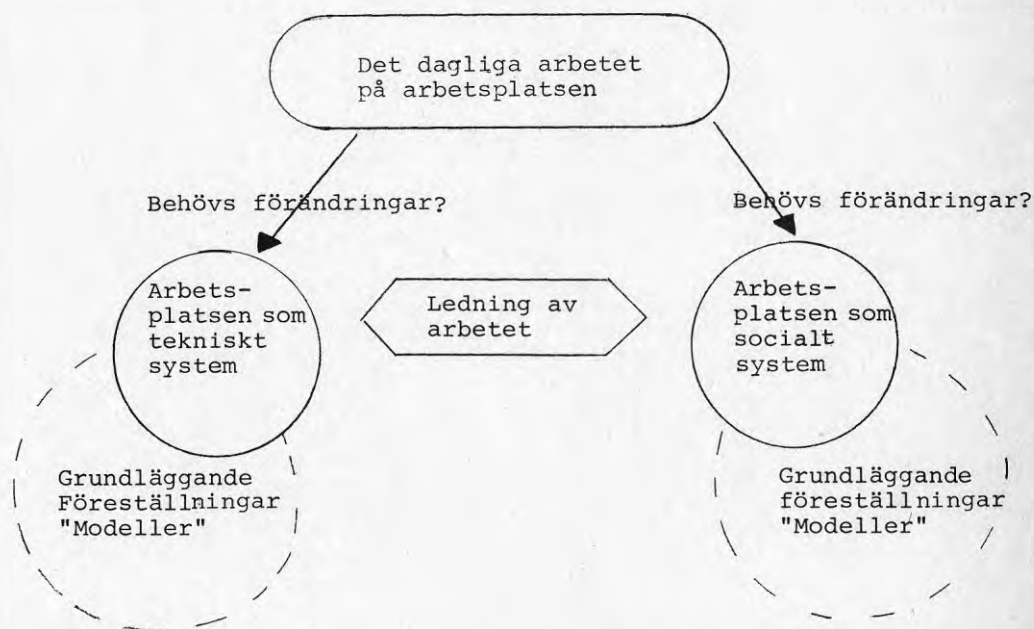 Det dagliga arbetet
på arbetsplatsen
Behövs förändringar?
Behövs förändringar?
Arbets-
platsen som
tekniskt
system
Ledning av
arbetet
Arbets-
platsen som
socialt
system
Grundläggande
Föreställningar
"Modeller"
Grundläggande
föreställningar
"Modeller"